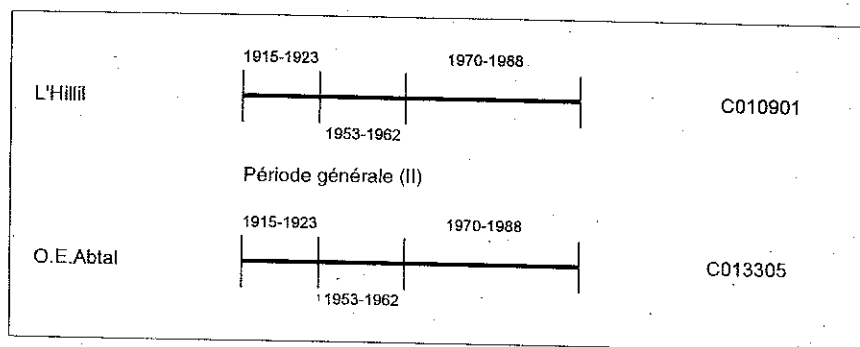 1915-1923 1970-1988
L'Hillil C010901
1953-1962
Période générale (II)
1915-1923 1970-1988
O.E.Abtal C013305
1953-1962